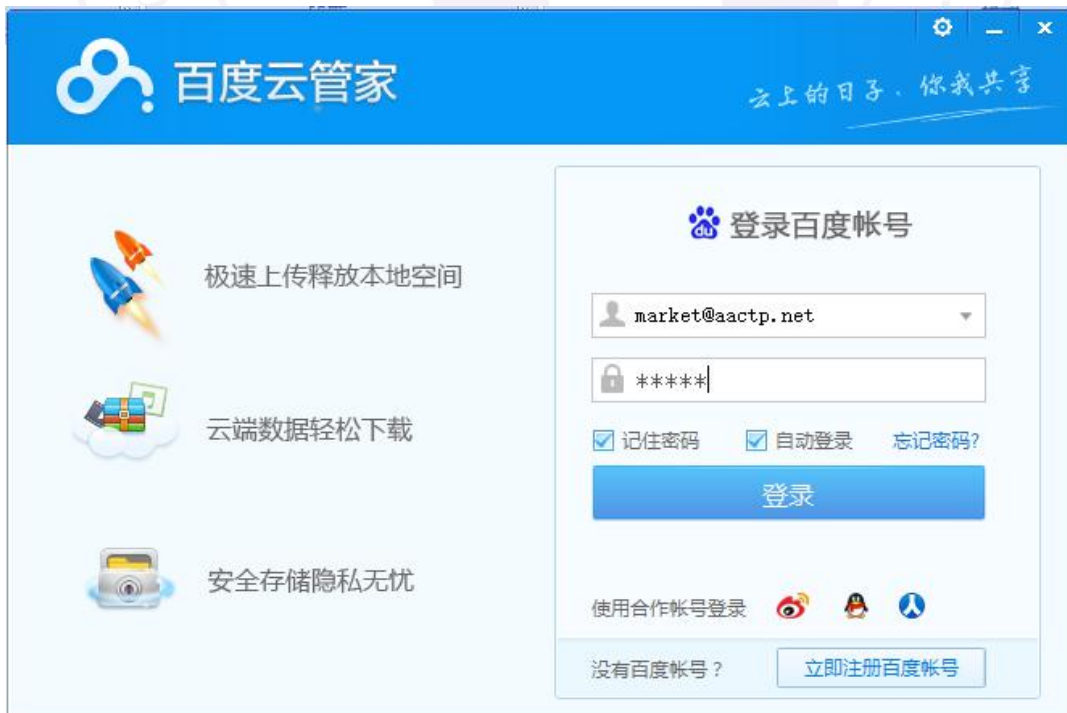 百度云管家
云上的日子、你我共享
极速上传释放本地空间
云端数据轻松下载
安全存储隐私无忧
du 登录百度帐号
market@aactp.net
*****
记住密码 自动登录 忘记密码?
登录
使用合作帐号登录
没有百度帐号？ 立即注册百度帐号